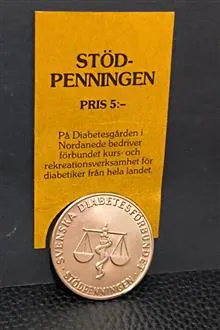 STÖD-
PENNINGEN
PRIS 5:–
På Diabetesgården i
Nordanede bedriver
förbundet kurs- och
rekreationsverksamhet för
diabetiker från hela landet.
SVENSKA DIABETESFÖRBUNDET
STÖDPENNINGEN